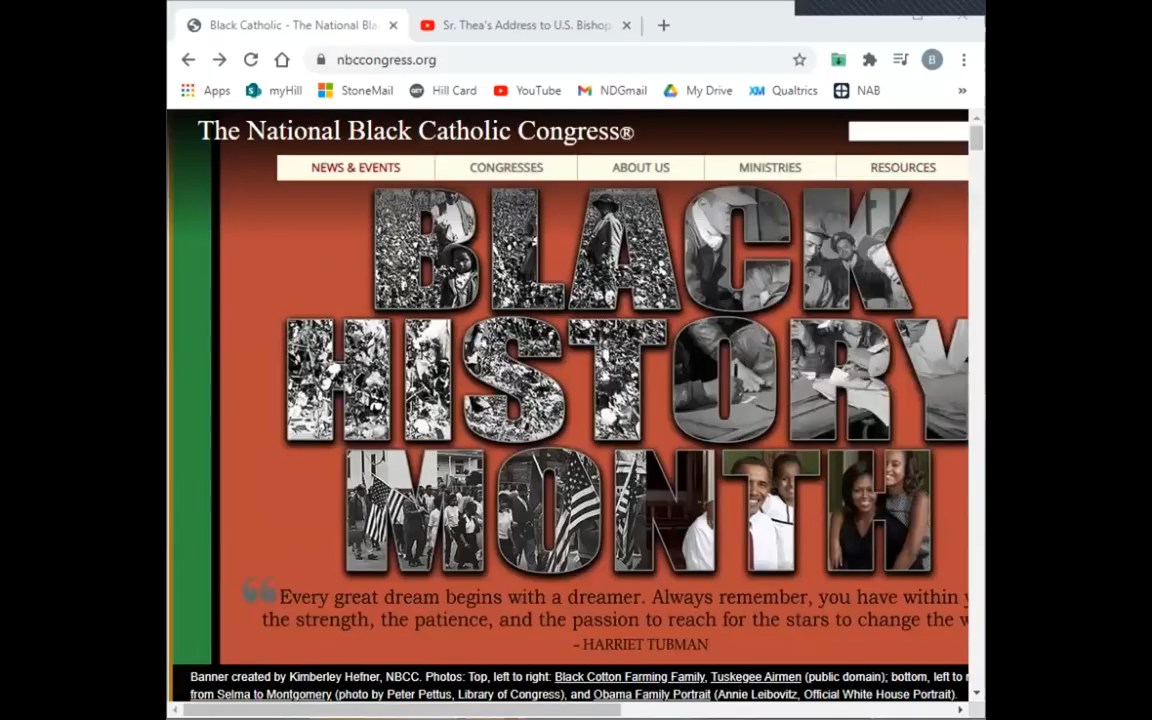 Black Catholic - The National Bla
Sr. Thea's Address to U.S. Bishop
nbccongress.org
B
Apps myHill StoneMail Hill Card YouTube NDGmail My Drive XM Qualtrics NAB »
The National Black Catholic Congress®
NEWS & EVENTS CONGRESSES ABOUT US MINISTRIES RESOURCES
BLACK
HISTORY
MONTH
“Every great dream begins with a dreamer. Always remember, you have within
the strength, the patience, and the passion to reach for the stars to change the
- HARRIET TUBMAN
Banner created by Kimberley Hefner, NBCC. Photos: Top, left to right: Black Cotton Farming Family, Tuskegee Airmen (public domain); bottom, left to
from Selma to Montgomery (photo by Peter Pettus, Library of Congress), and Obama Family Portrait (Annie Leibovitz, Official White House Portrait).